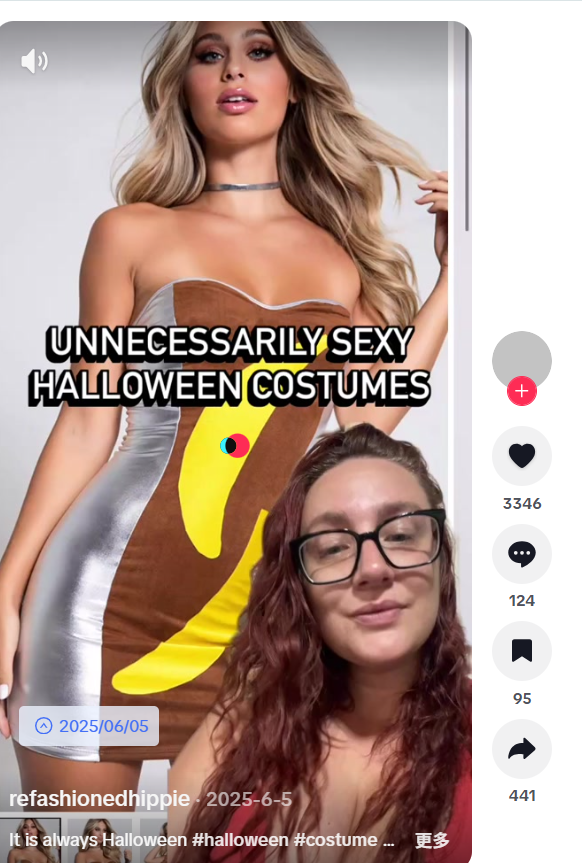 UNNECESSARILY SEXY
HALLOWEEN COSTUMES
3346
124
95
441
2025/06/05
refashionedhippie · 2025-6-5
It is always Halloween #halloween #costume ... 更多